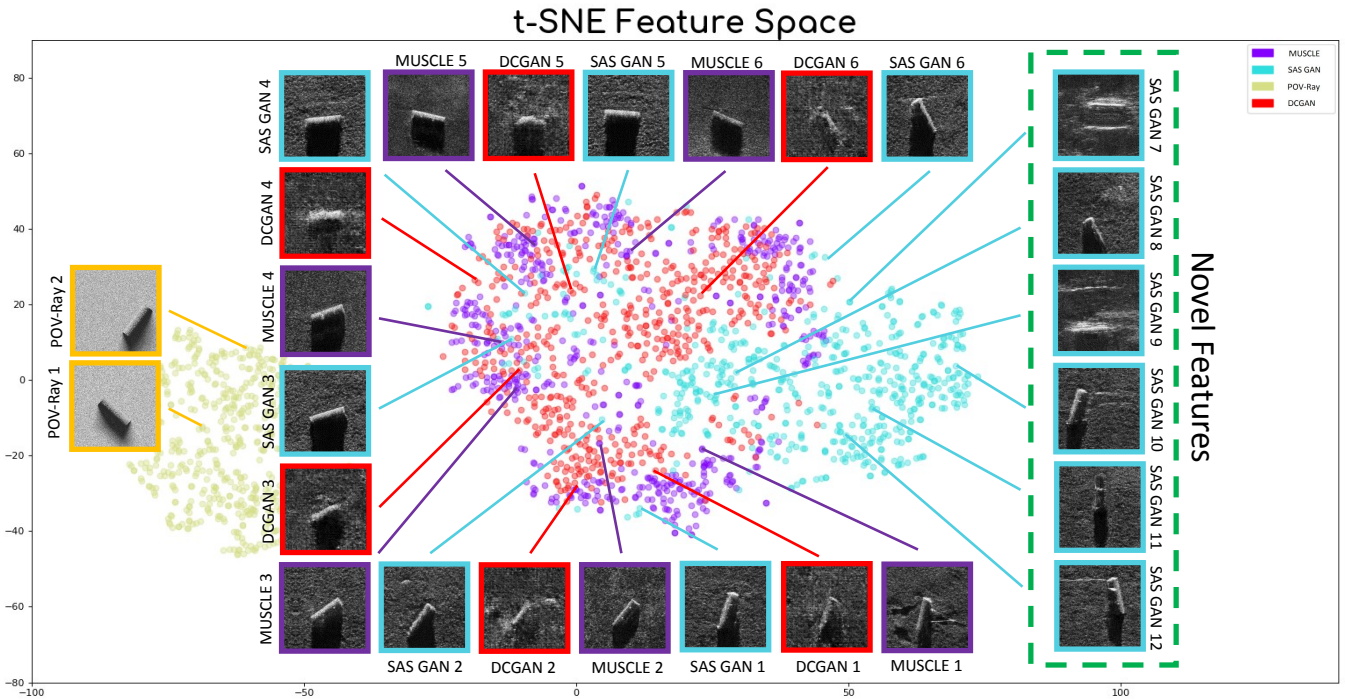 t-SNE Feature Space
MUSCLE 5
DCGAN 5
SAS GAN 5
MUSCLE 6
DCGAN 6
SAS GAN 6
SAS GAN 4
DCGAN 4
MUSCLE 4
SAS GAN 3
DCGAN 3
MUSCLE 3
POV-Ray 2
POV-Ray 1
SAS GAN 2
DCGAN 2
MUSCLE 2
SAS GAN 1
DCGAN 1
MUSCLE 1
SAS GAN 7
SAS GAN 8
SAS GAN 9
SAS GAN 10
SAS GAN 11
SAS GAN 12
Novel Features
MUSCLE
SAS GAN
POV-Ray
DCGAN
80
60
40
20
0
−20
−40
−60
−80
−100
−50
0
50
100